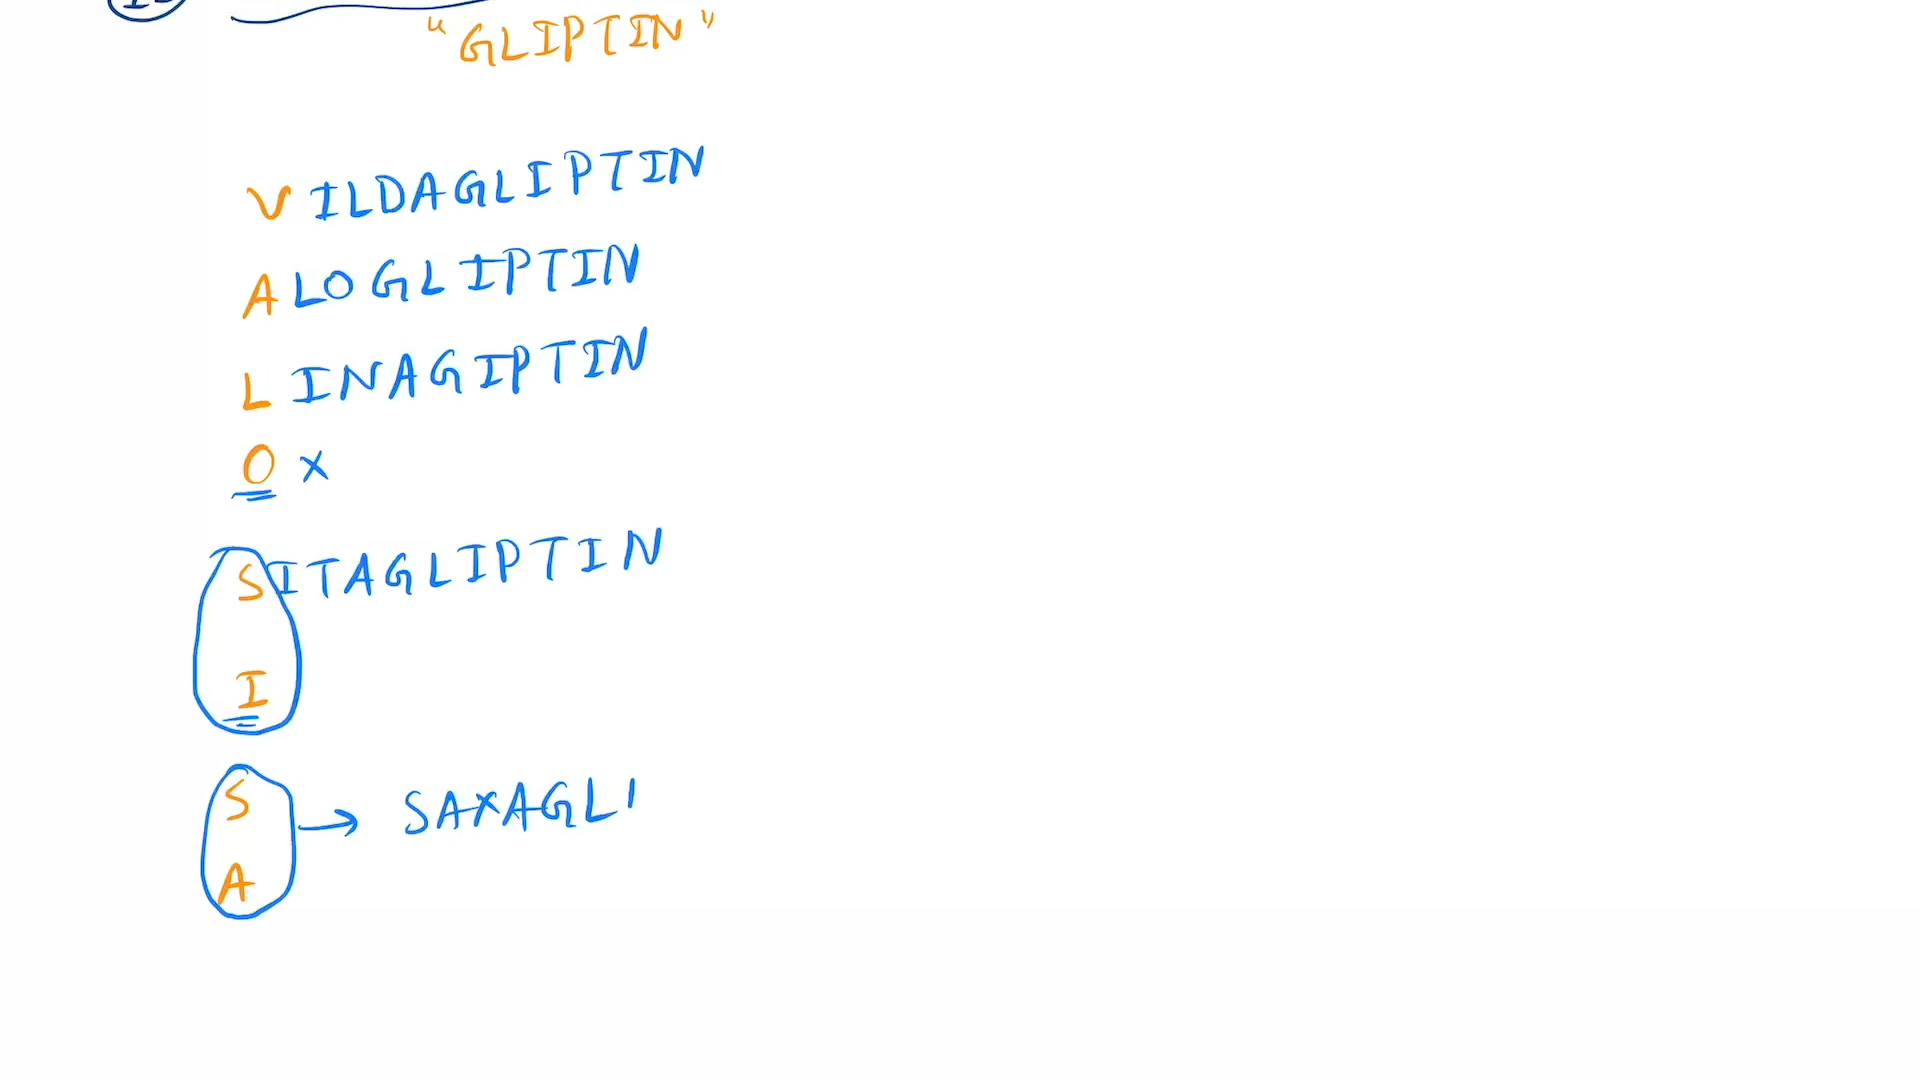 "GLIPTIN"
VILDAGLIPTIN
ALOGLIPTIN
LINAGIPTIN
O x
SITAGLIPTIN
I
S → SAXAGLI
A